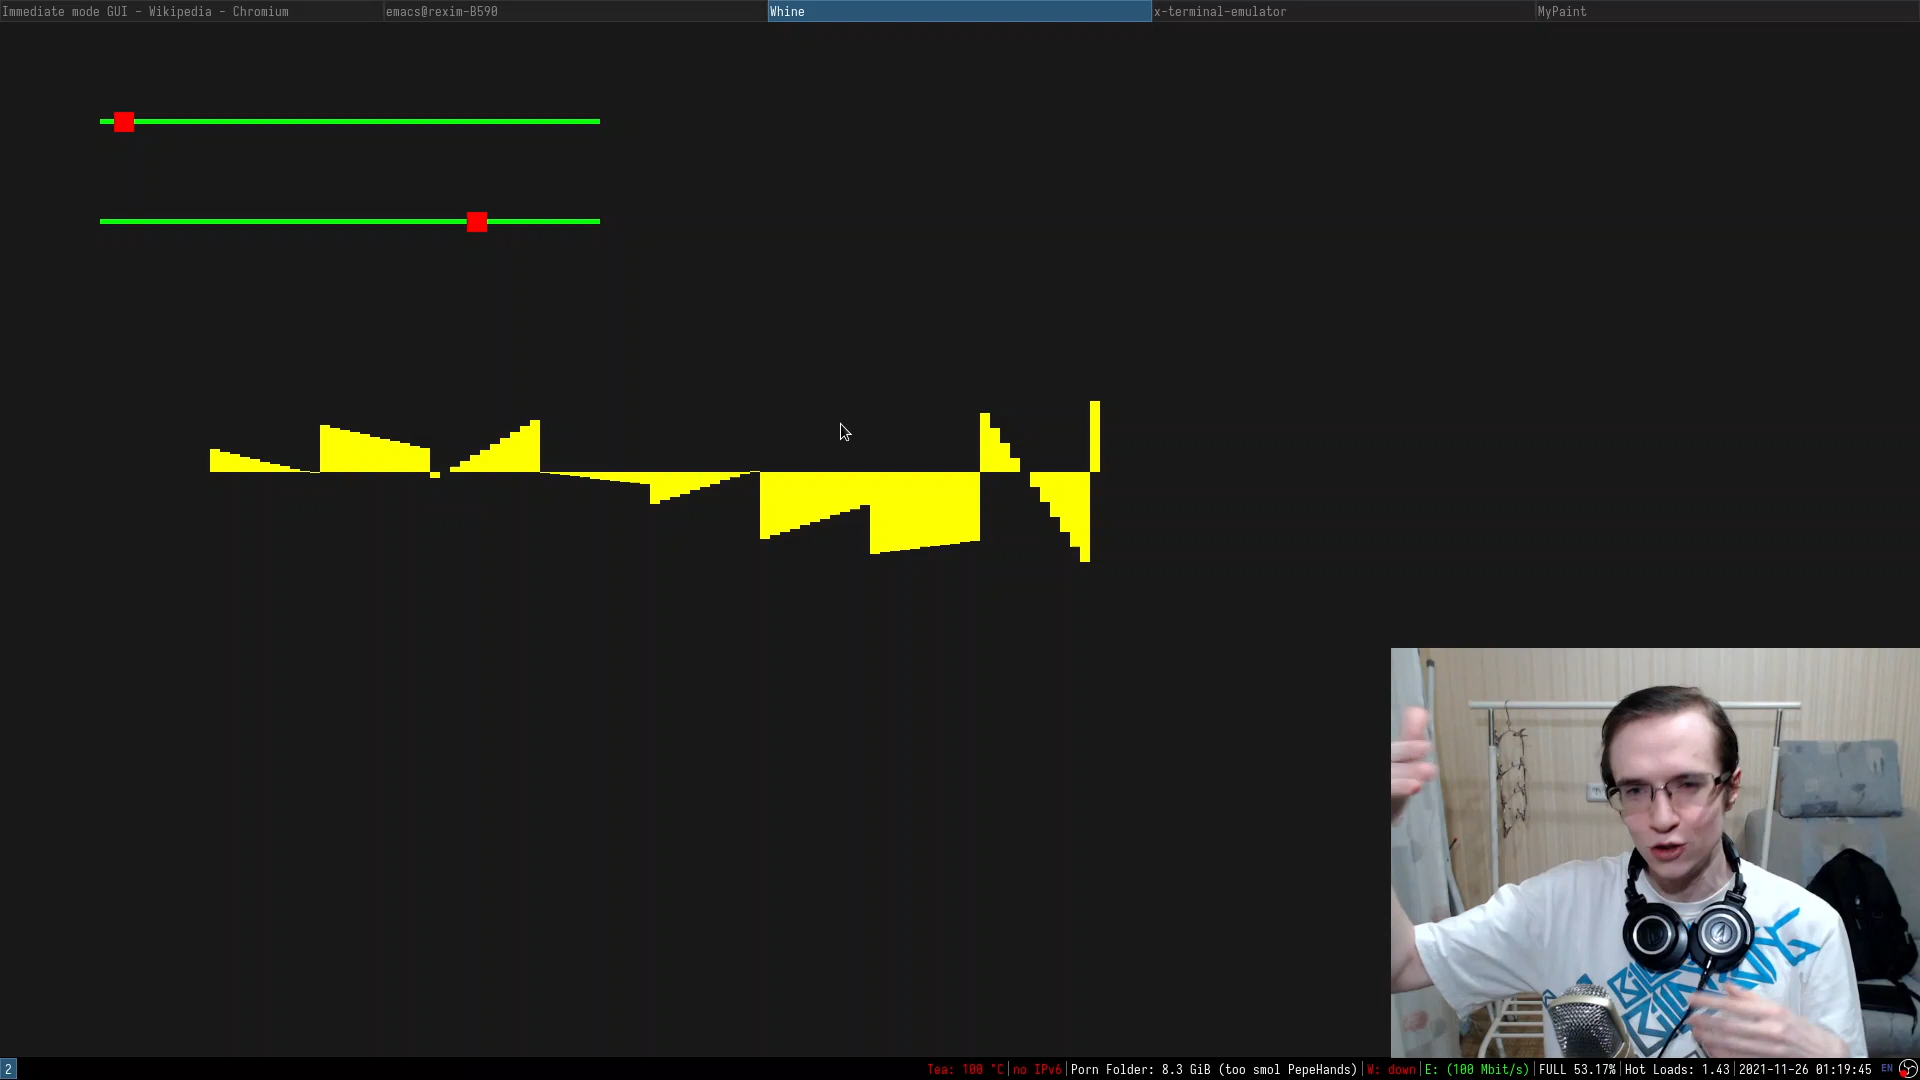 Immediate mode GUI - Wikipedia - Chromium
emacs@rexim-B590
Whine
x-terminal-emulator
MyPaint
2
Tea: 100 °C|no IPv6|Porn Folder: 8.3 GiB (too smol PepeHands)|W: down|E: (100 Mbit/s)|FULL 53.17%|Hot Loads: 1.43|2021-11-26 01:19:45
EN